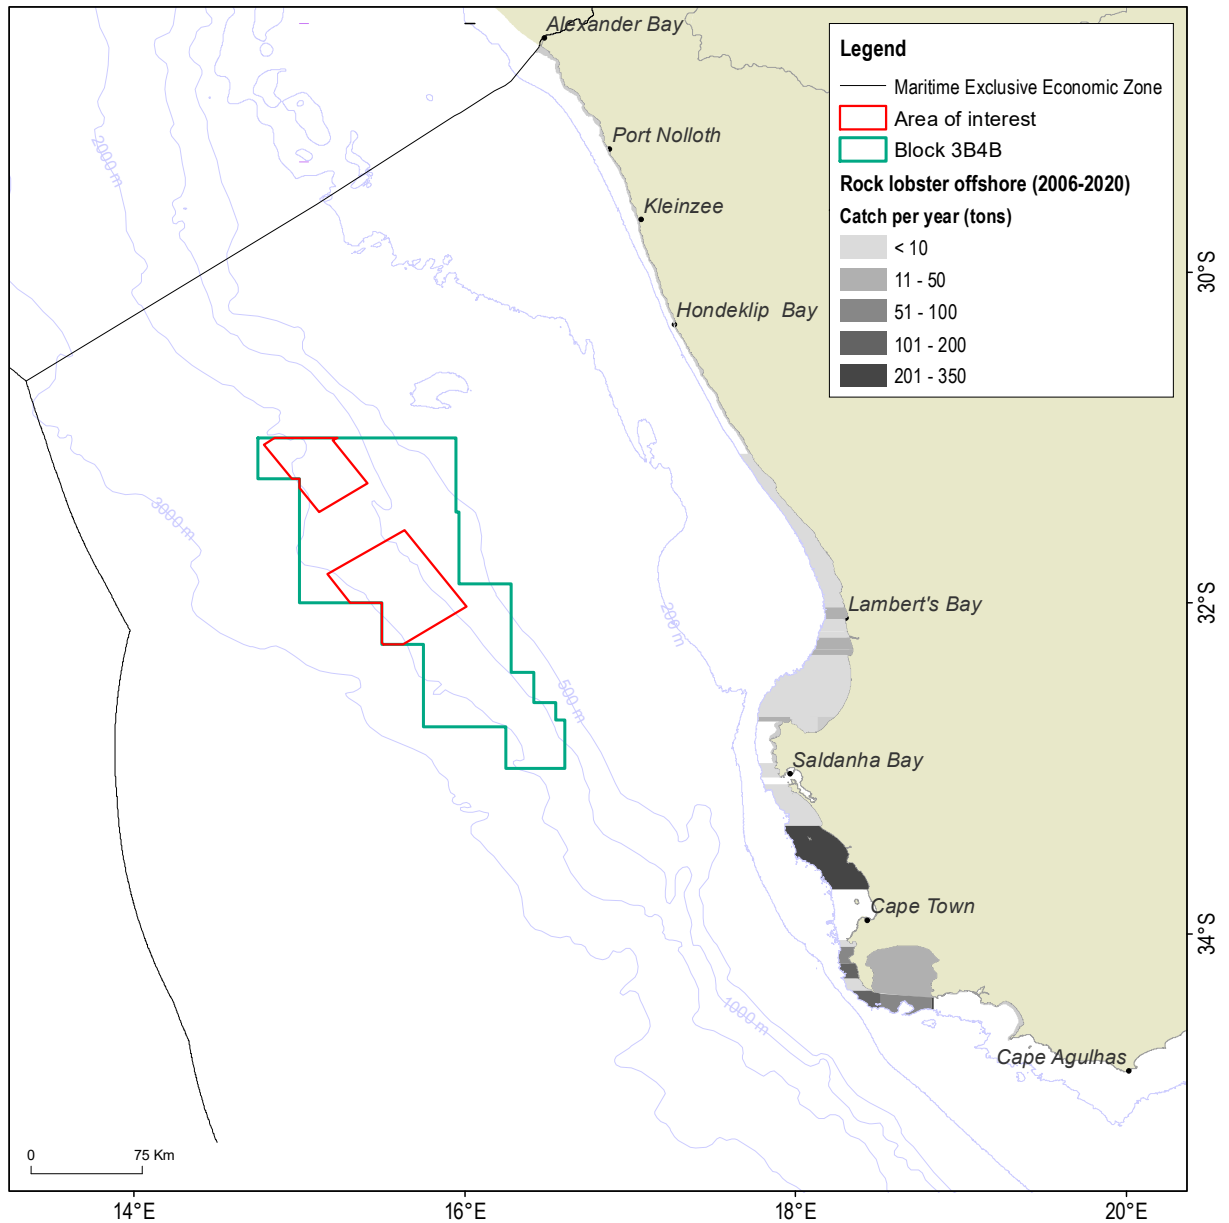 Alexander Bay
Port Nolloth
Kleinzee
Hondeklip Bay
Lambert's Bay
Saldanha Bay
Cape Town
Cape Agulhas
Legend
Maritime Exclusive Economic Zone
Area of interest
Block 3B4B
Rock lobster offshore (2006-2020)
Catch per year (tons)
< 10
11 - 50
51 - 100
101 - 200
201 - 350
2000 m
3000 m
200 m
500 m
1000 m
30°S
32°S
34°S
0 75 Km
14°E 16°E 18°E 20°E